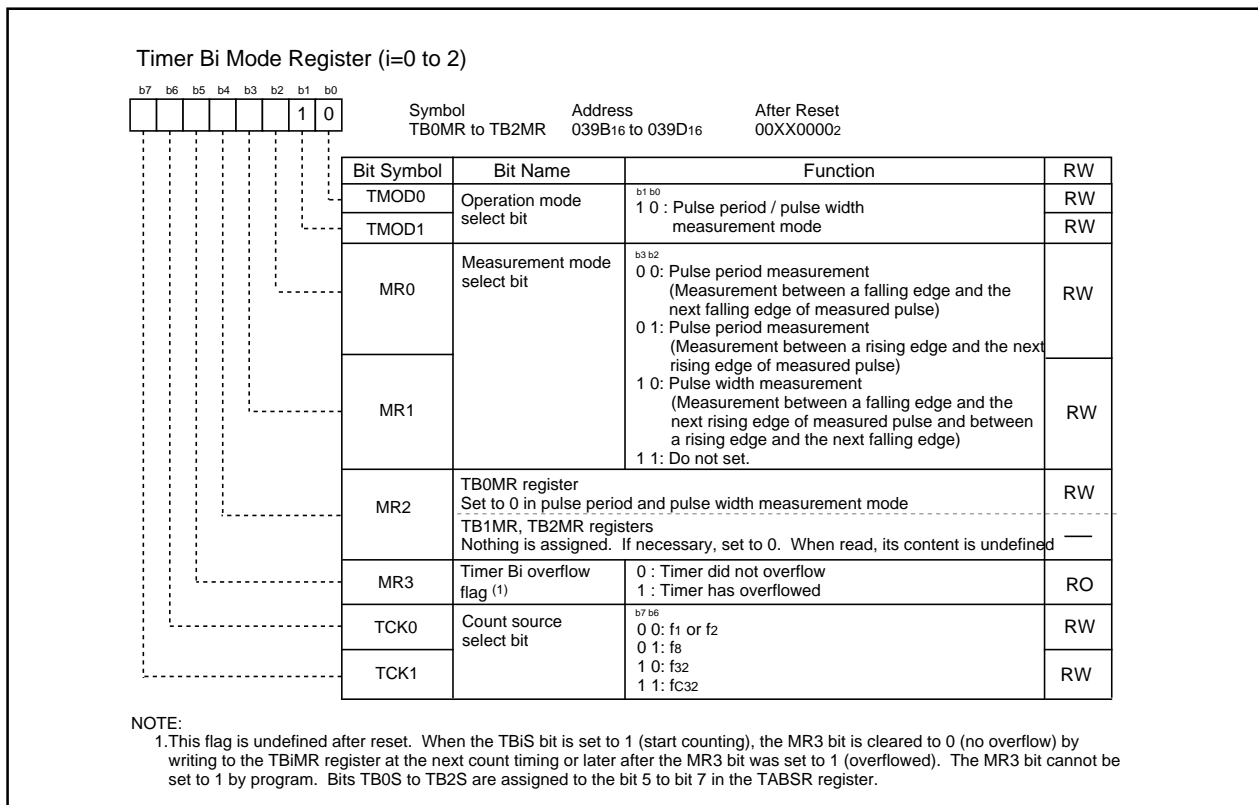 Timer Bi Mode Register (i=0 to 2)
b7 b6 b5 b4 b3 b2 b1 b0
1 0
Symbol Address After Reset
TB0MR to TB2MR 039B16 to 039D16 00XX00002
Bit Symbol Bit Name Function RW
TMOD0 Operation mode select bit b1 b0 RW
1 0 : Pulse period / pulse width
TMOD1 measurement mode RW
MR0 Measurement mode select bit b3 b2 RW
0 0: Pulse period measurement
(Measurement between a falling edge and the
next falling edge of measured pulse)
0 1: Pulse period measurement
(Measurement between a rising edge and the next
rising edge of measured pulse)
MR1 1 0: Pulse width measurement RW
(Measurement between a falling edge and the
next rising edge of measured pulse and between
a rising edge and the next falling edge)
1 1: Do not set.
MR2 TB0MR register RW
Set to 0 in pulse period and pulse width measurement mode
TB1MR, TB2MR registers —
Nothing is assigned. If necessary, set to 0. When read, its content is undefined
MR3 Timer Bi overflow flag (1) 0 : Timer did not overflow RO
1 : Timer has overflowed
TCK0 Count source select bit b7 b6 RW
0 0: f1 or f2
0 1: f8
TCK1 1 0: f32 RW
1 1: fC32
NOTE:
1.This flag is undefined after reset. When the TBiS bit is set to 1 (start counting), the MR3 bit is cleared to 0 (no overflow) by
writing to the TBiMR register at the next count timing or later after the MR3 bit was set to 1 (overflowed). The MR3 bit cannot be
set to 1 by program. Bits TB0S to TB2S are assigned to the bit 5 to bit 7 in the TABSR register.